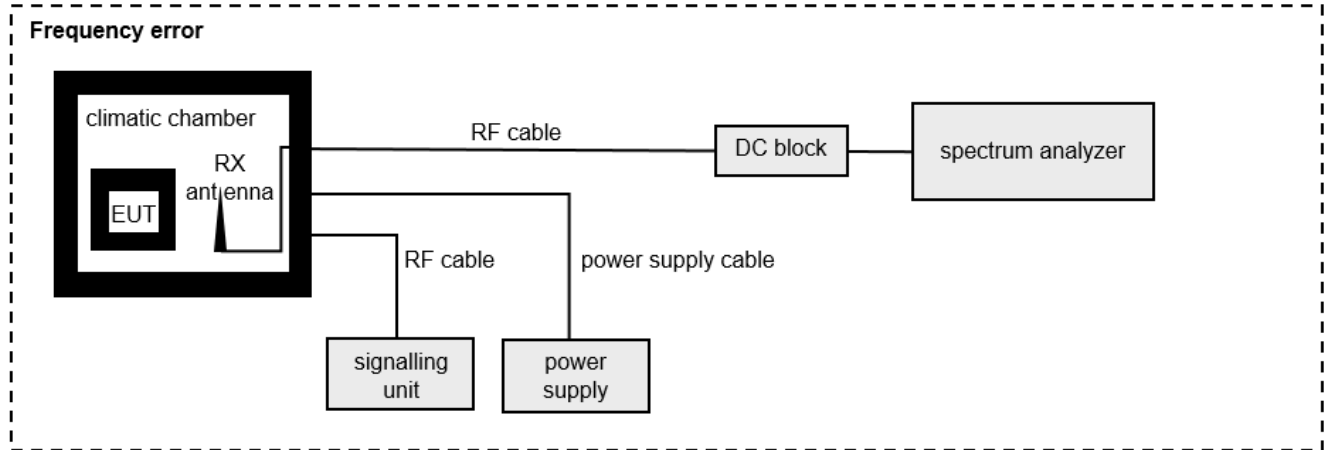 Frequency error
climatic chamber
RX
antenna
EUT
RF cable
DC block
spectrum analyzer
RF cable
power supply cable
signalling
unit
power
supply